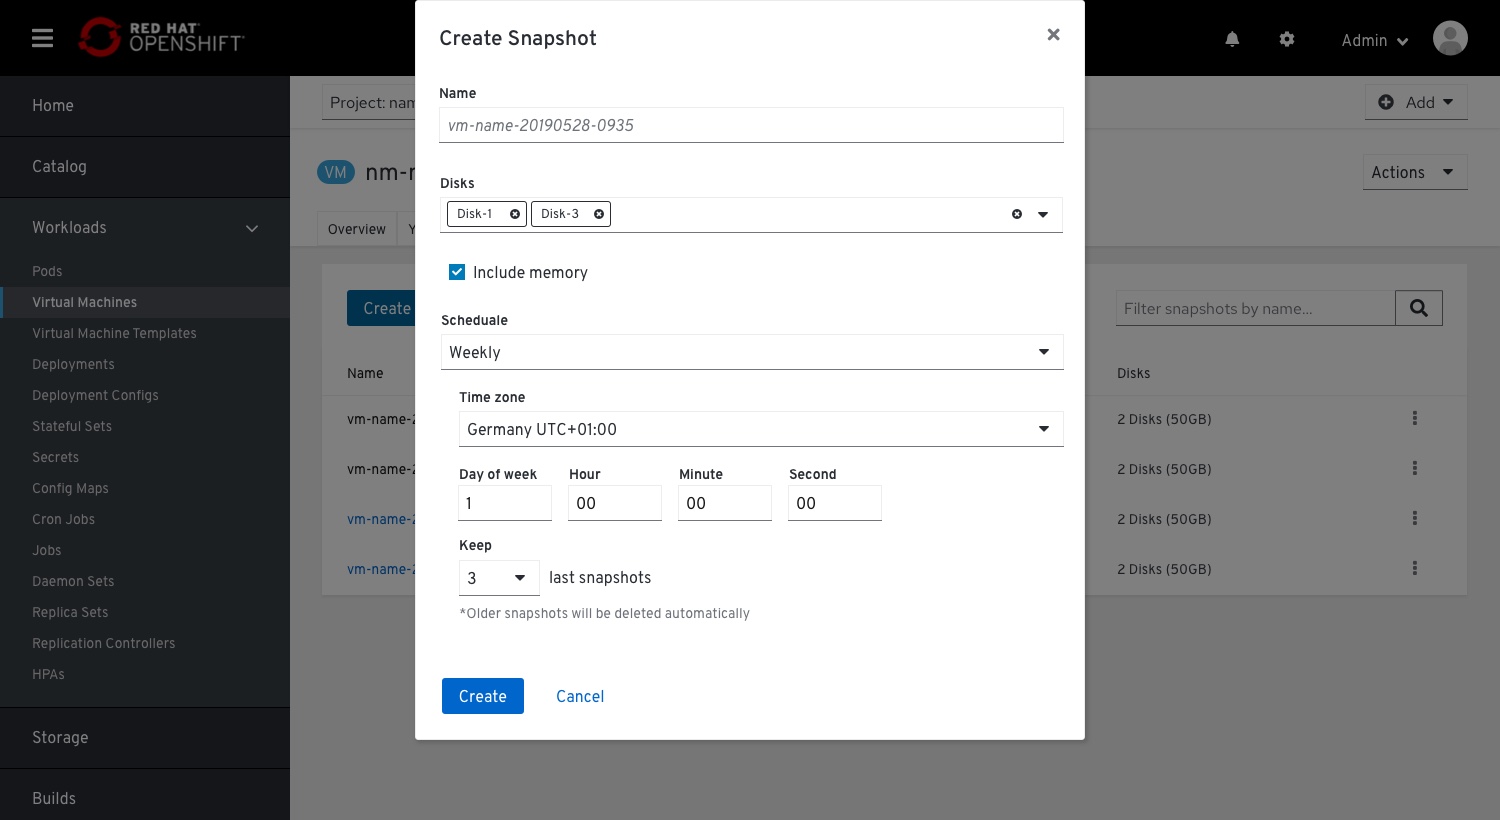 RED HAT
OPENSHIFT
Admin
Home
Catalog
Workloads
Pods
Virtual Machines
Virtual Machine Templates
Deployments
Deployment Configs
Stateful Sets
Secrets
Config Maps
Cron Jobs
Jobs
Daemon Sets
Replica Sets
Replication Controllers
HPAs
Storage
Builds
Project: nam
Add
VM nm-r
Actions
Overview Y
Create
Filter snapshots by name...
Name Disks
vm-name-2 2 Disks (50GB)
vm-name-2 2 Disks (50GB)
vm-name-2 2 Disks (50GB)
vm-name-2 2 Disks (50GB)
Create Snapshot
Name
vm-name-20190528-0935
Disks
Disk-1 Disk-3
Include memory
Scheduale
Weekly
Time zone
Germany UTC+01:00
Day of week Hour Minute Second
1 00 00 00
Keep
3 last snapshots
*Older snapshots will be deleted automatically
Create Cancel